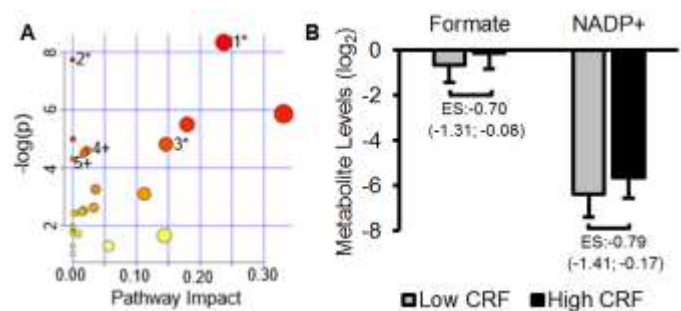 A
-log(p)
8
6
4
2
1*
2*
3*
4+
5+
0.00 0.10 0.20 0.30
Pathway Impact
B
Formate NADP+
Metabolite Levels (log2)
0
-2
-4
-6
-8
ES:-0.70
(-1.31; -0.08)
ES:-0.79
(-1.41; -0.17)
Low CRF High CRF